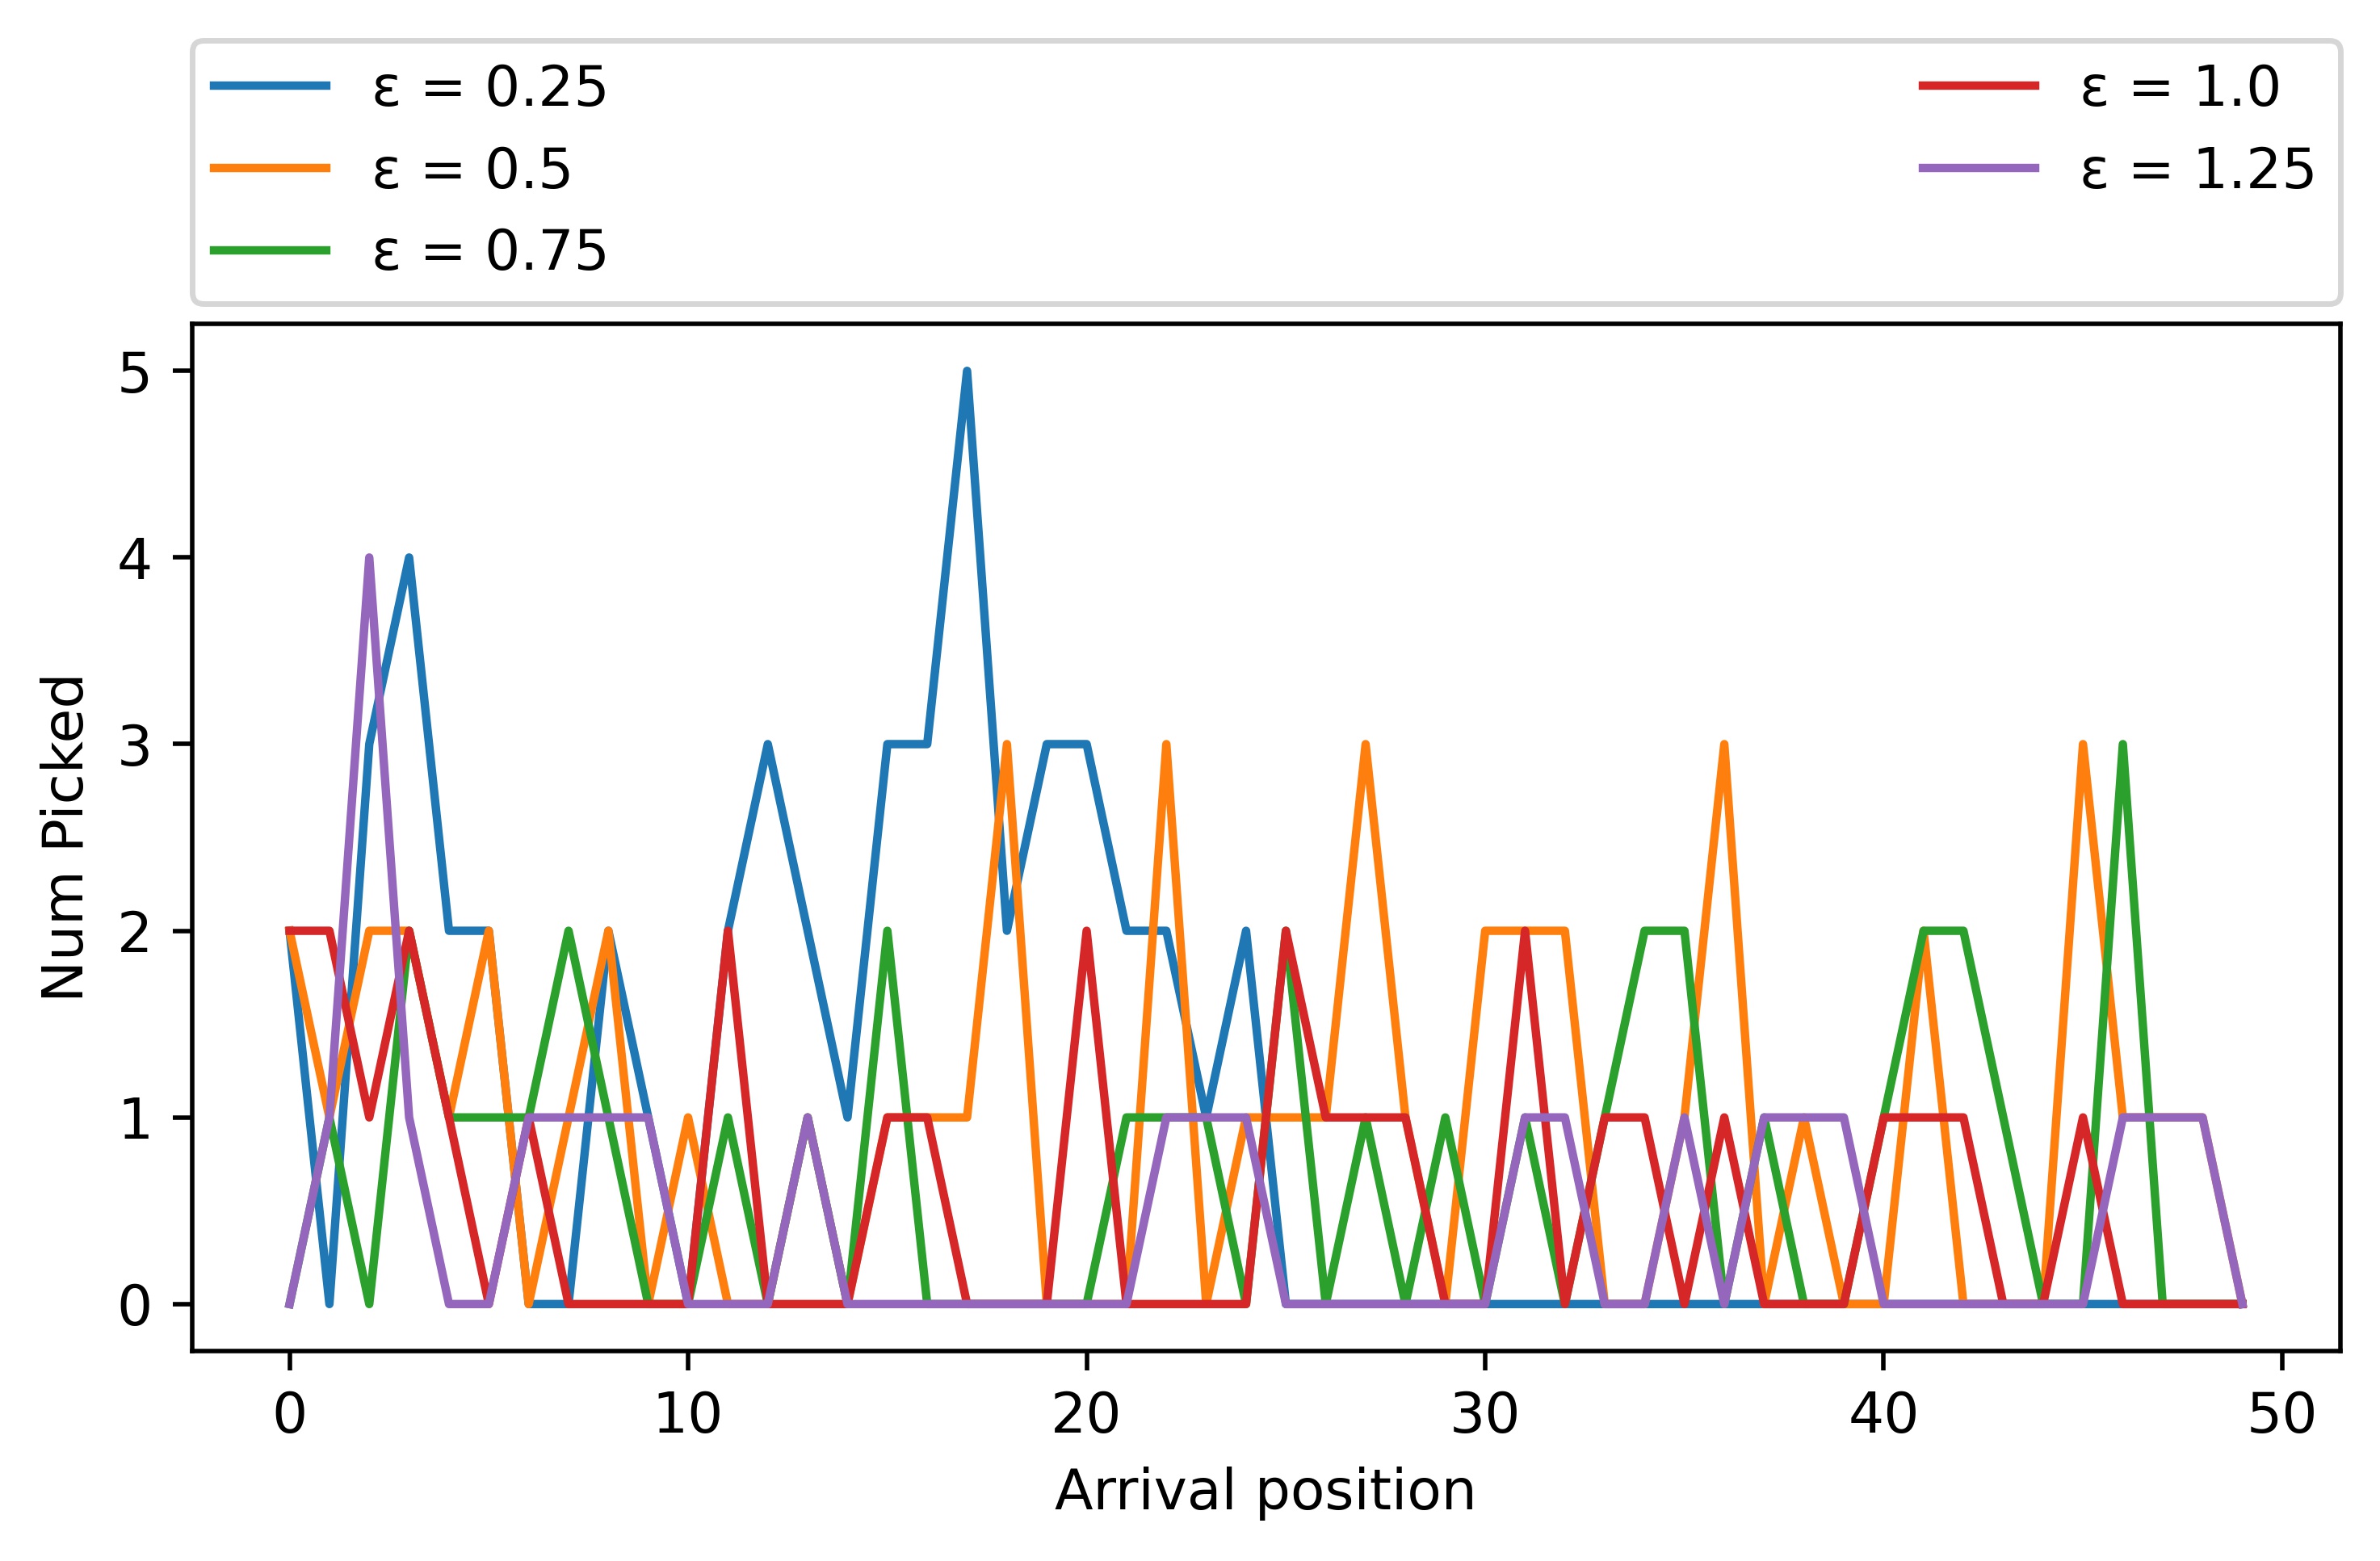 ε = 0.25
ε = 0.5
ε = 0.75
ε = 1.0
ε = 1.25
5
4
3
2
1
0
Num Picked
0 10 20 30 40 50
Arrival position